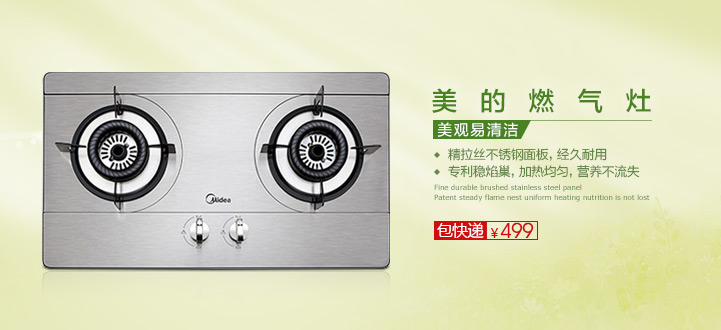 美的燃气灶
美观易清洁
精拉丝不锈钢面板，经久耐用
专利稳焰巢，加热均匀，营养不流失
Fine durable brushed stainless steel panel
Patent steady flame nest uniform heating nutrition is not lost
包快递 ¥499
Midea